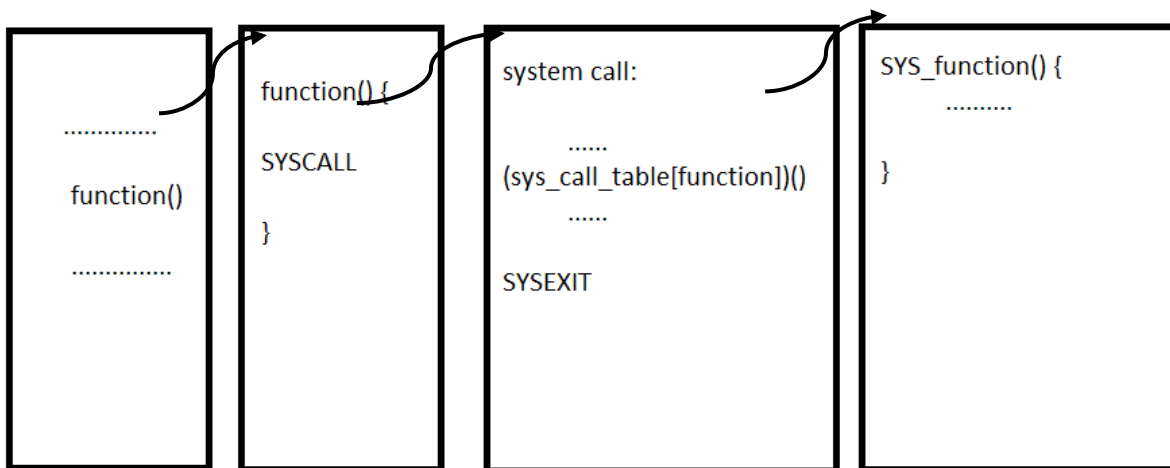 ..............
function()
...............
function() {
SYSCALL
}
system call:
......
(sys_call_table[function])()
......
SYSEXIT
SYS_function() {
..........
}